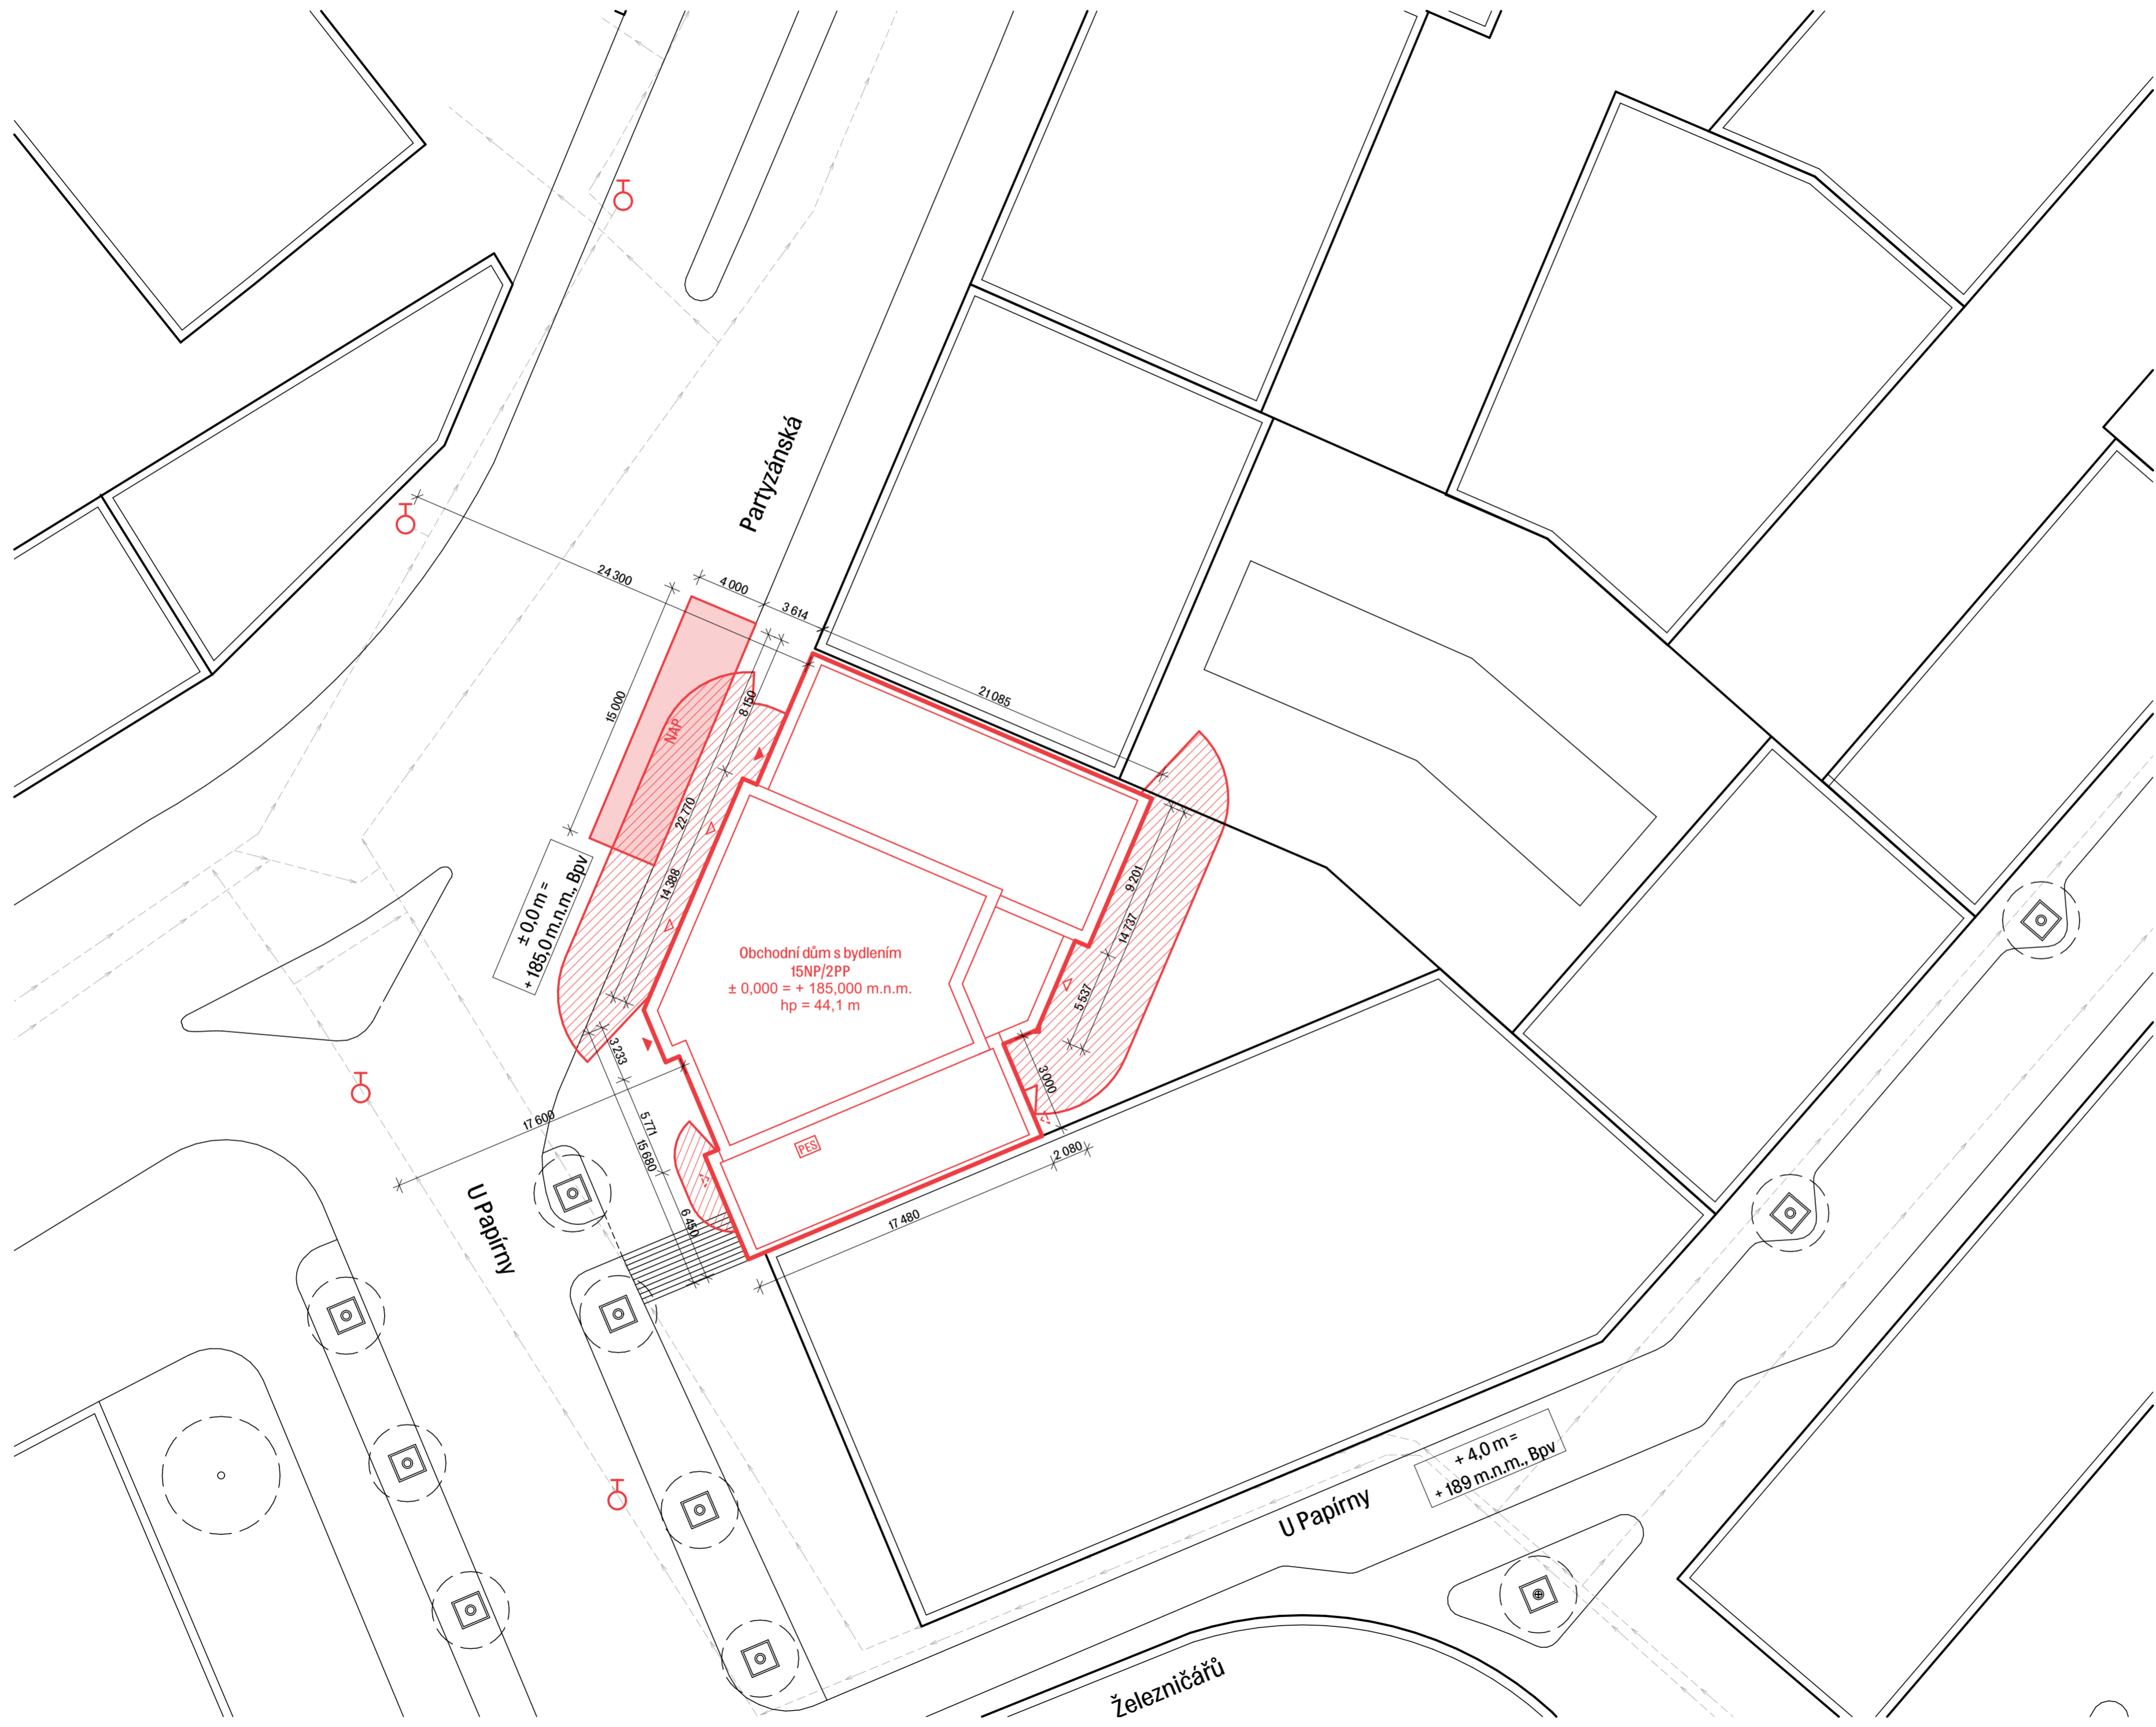 Partyzánská
24 300
4 000
3 614
21 085
15 000
NAP
8 150
22 770
14 388
± 0,0 m =
+ 185,0 m.n.m., Bpv
Obchodní dům s bydlením
15NP/2PP
± 0,000 = + 185,000 m.n.m.
hp = 44,1 m
9 201
14 737
5 537
3 000
3 233
17 600
5 771
15 680
6 450
PES
2 080
17 480
U Papírny
+ 4,0 m =
+ 189 m.n.m., Bpv
U Papírny
Železničářů